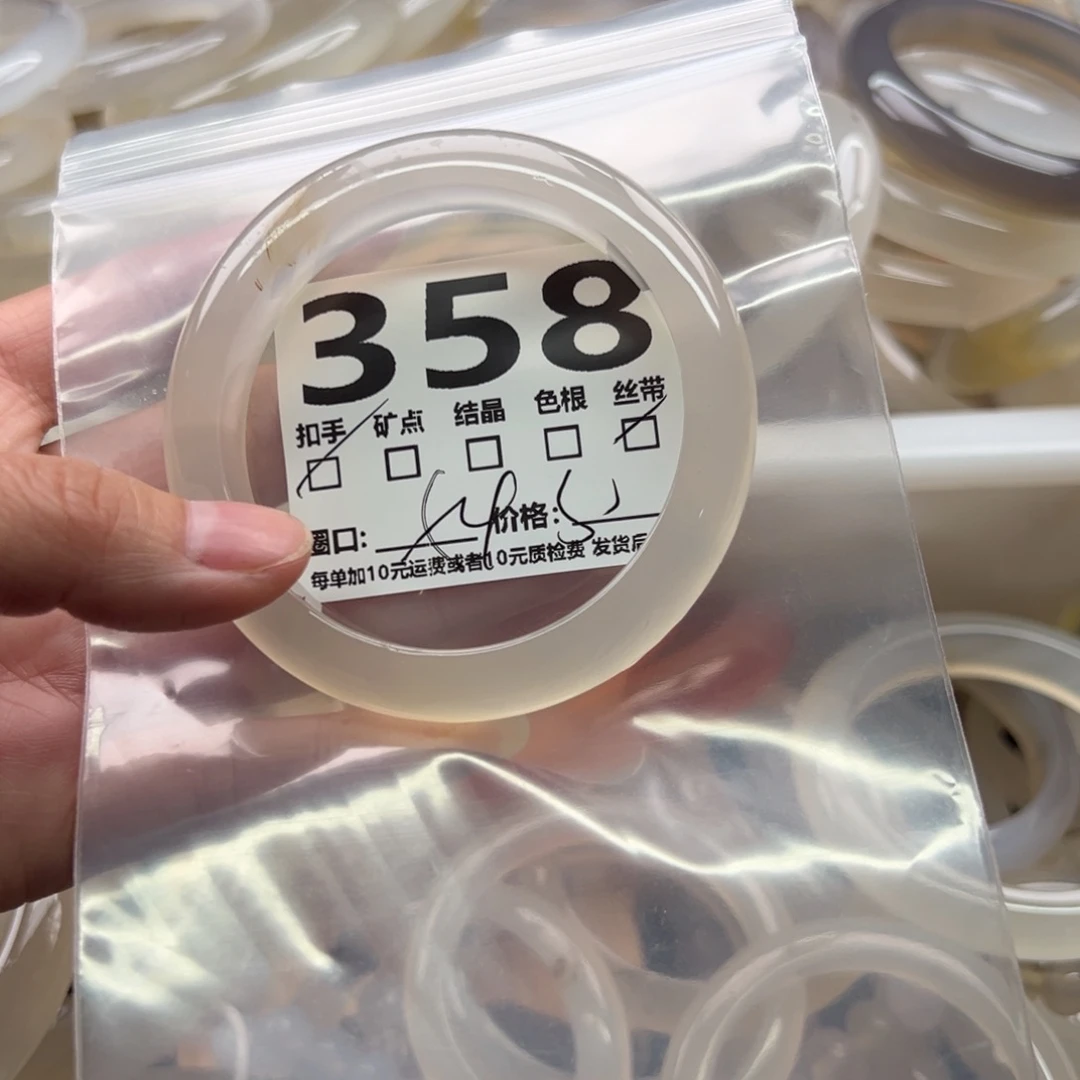 358
扣手 矿点 结晶 色根 丝带
圈口: 价格:
每单加10元运费或者10元质检费 发货后